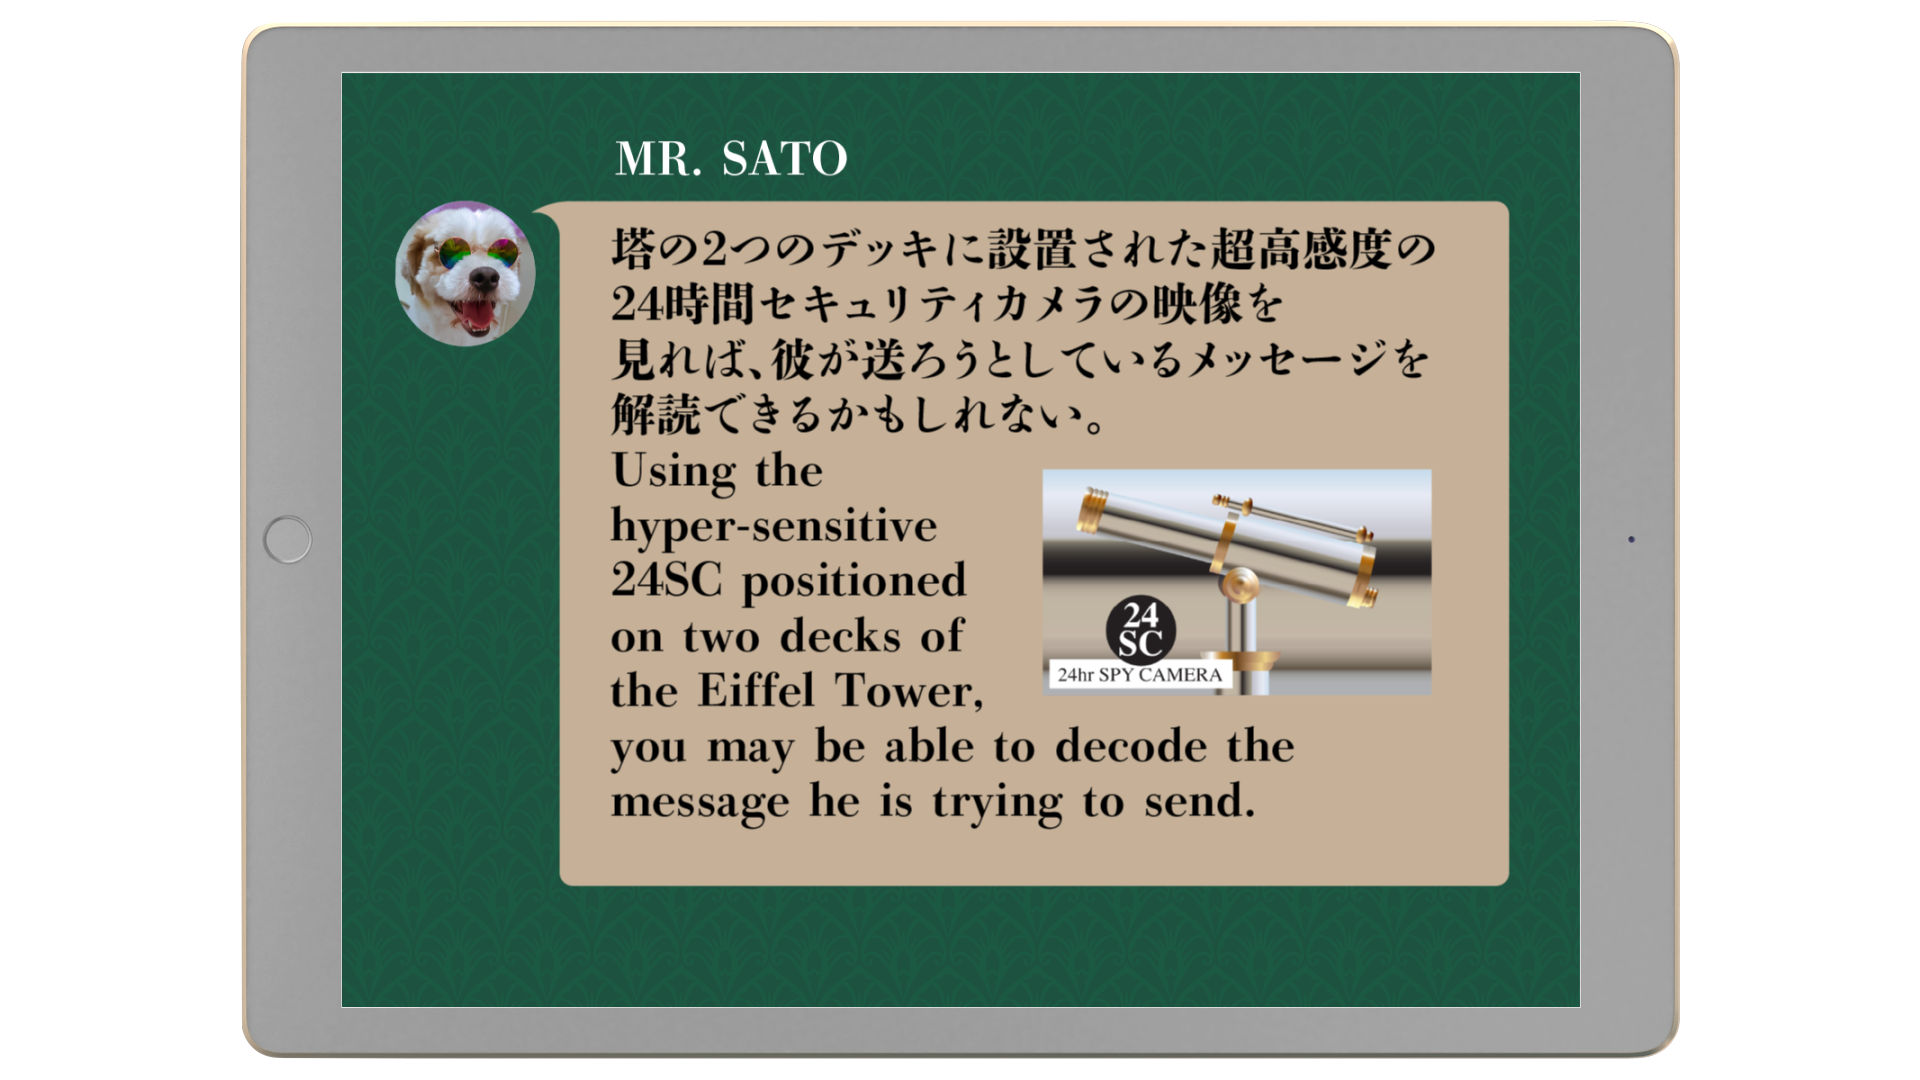 MR. SATO
塔の2つのデッキに設置された超高感度の
24時間セキュリティカメラの映像を
見れば、彼が送ろうとしているメッセージを
解読できるかもしれない。
Using the
hyper-sensitive
24SC positioned
on two decks of
the Eiffel Tower,
you may be able to decode the
message he is trying to send.
24
SC
24hr SPY CAMERA